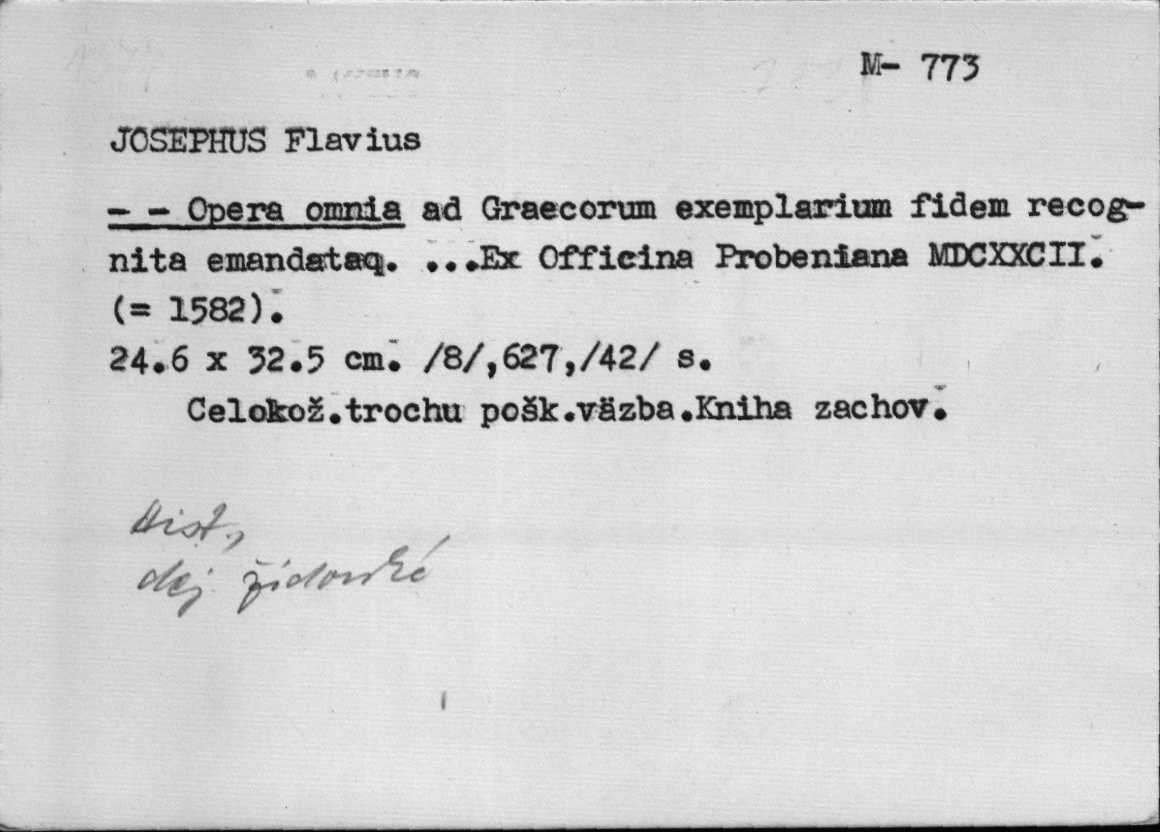 M- 773
JOSEPHUS Flavius
- - Opera omnia ad Graecorum exemplarium fidem recog-
nita emandataq. ...Ex Officina Probeniana MDCXXCII.
(= 1582).
24.6 x 32.5 cm. /8/,627,/42/ s.
Celokož.trochu pošk.väzba.Kniha zachov.
Hist.,
dej židovské